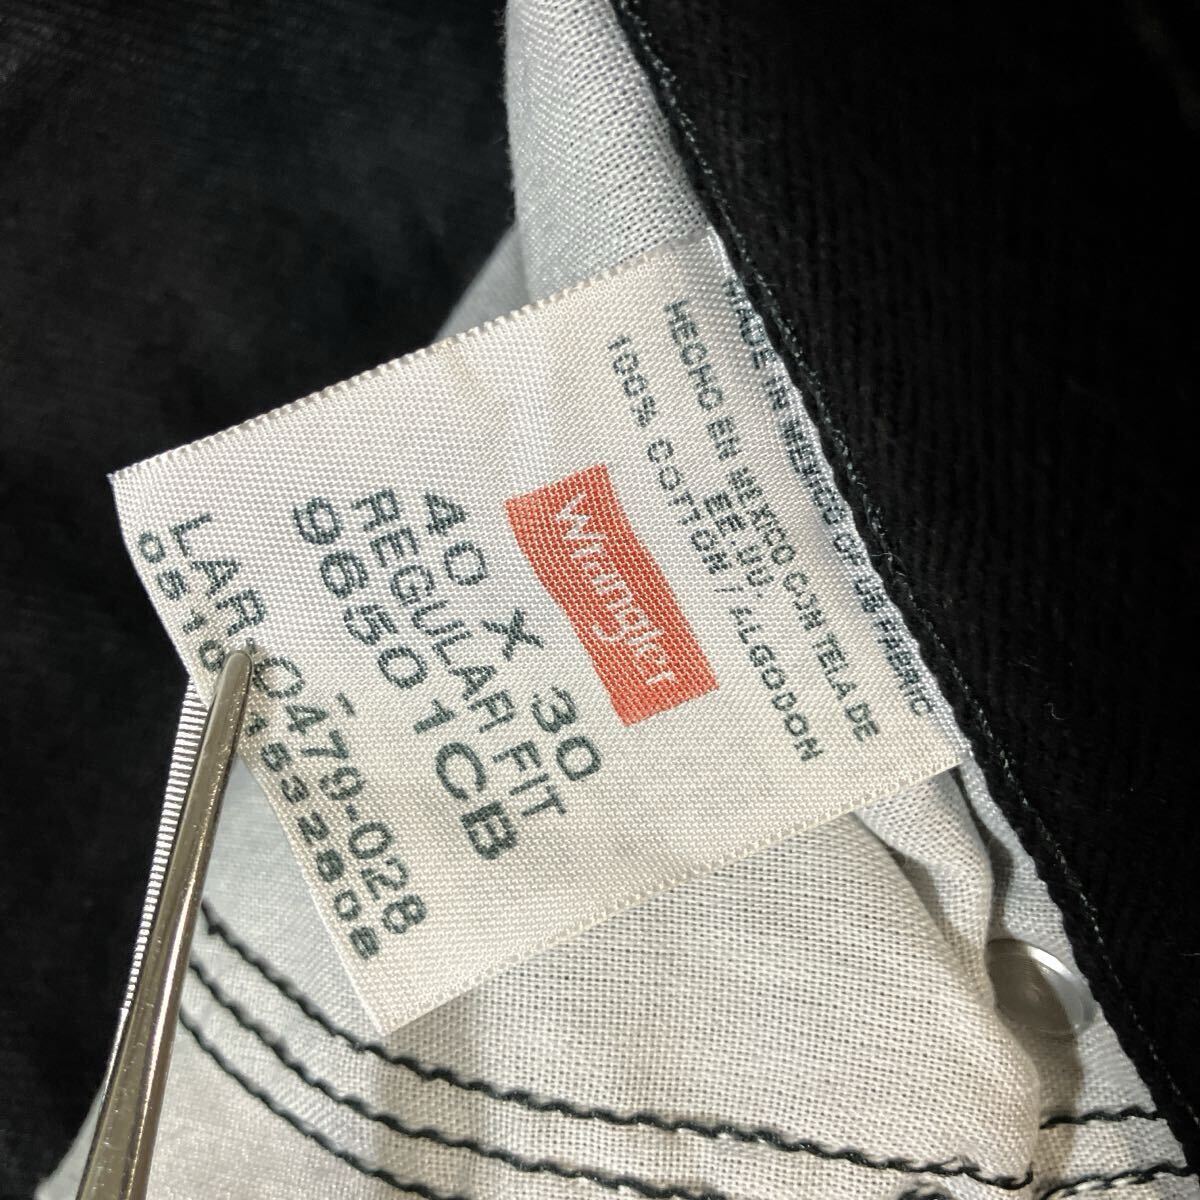 MADE IN MEXICO OF US FABRIC
HECHO EN MEXICO CON TELA DE
EE.UU.
100% COTTON / ALGODON
Wrangler
40 X 30
REGULAR FIT
96501CB
LAR-0479-028